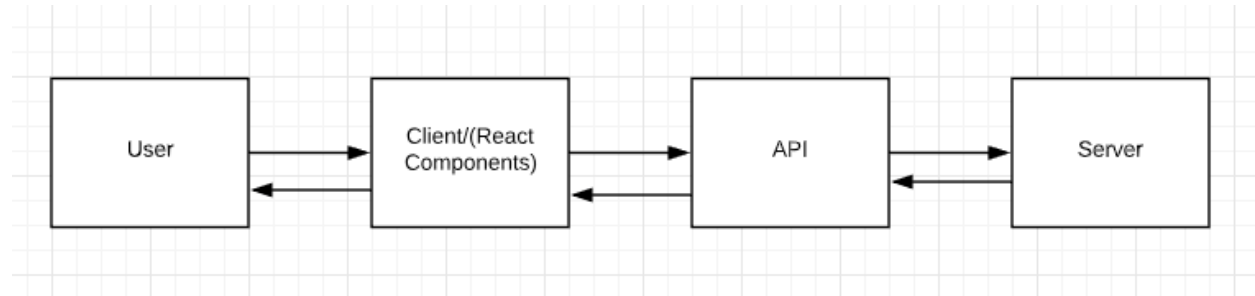 User
Client/(React
Components)
API
Server